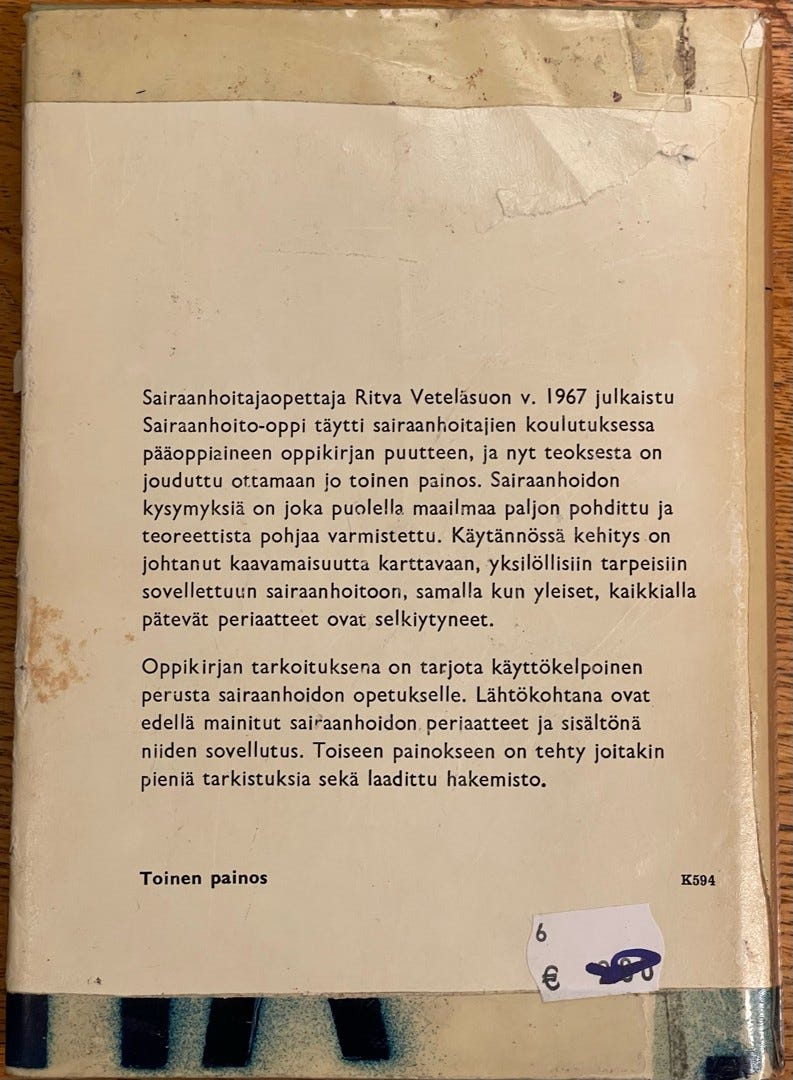 Sairaanhoitajaopettaja Ritva Veteläsuon v. 1967 julkaistu
Sairaanhoito-oppi täytti sairaanhoitajien koulutuksessa
pääoppiaineen oppikirjan puutteen, ja nyt teoksesta on
jouduttu ottamaan jo toinen painos. Sairaanhoidon
kysymyksiä on joka puolella maailmaa paljon pohdittu ja
teoreettista pohjaa varmistettu. Käytännössä kehitys on
johtanut kaavamaisuutta karttavaan, yksilöllisiin tarpeisiin
sovellettuun sairaanhoitoon, samalla kun yleiset, kaikkialla
pätevät periaatteet ovat selkiytyneet.
Oppikirjan tarkoituksena on tarjota käyttökelpoinen
perusta sairaanhoidon opetukselle. Lähtökohtana ovat
edellä mainitut sairaanhoidon periaatteet ja sisältönä
niiden sovellutus. Toiseen painokseen on tehty joitakin
pieniä tarkistuksia sekä laadittu hakemisto.
Toinen painos
K594
6
€